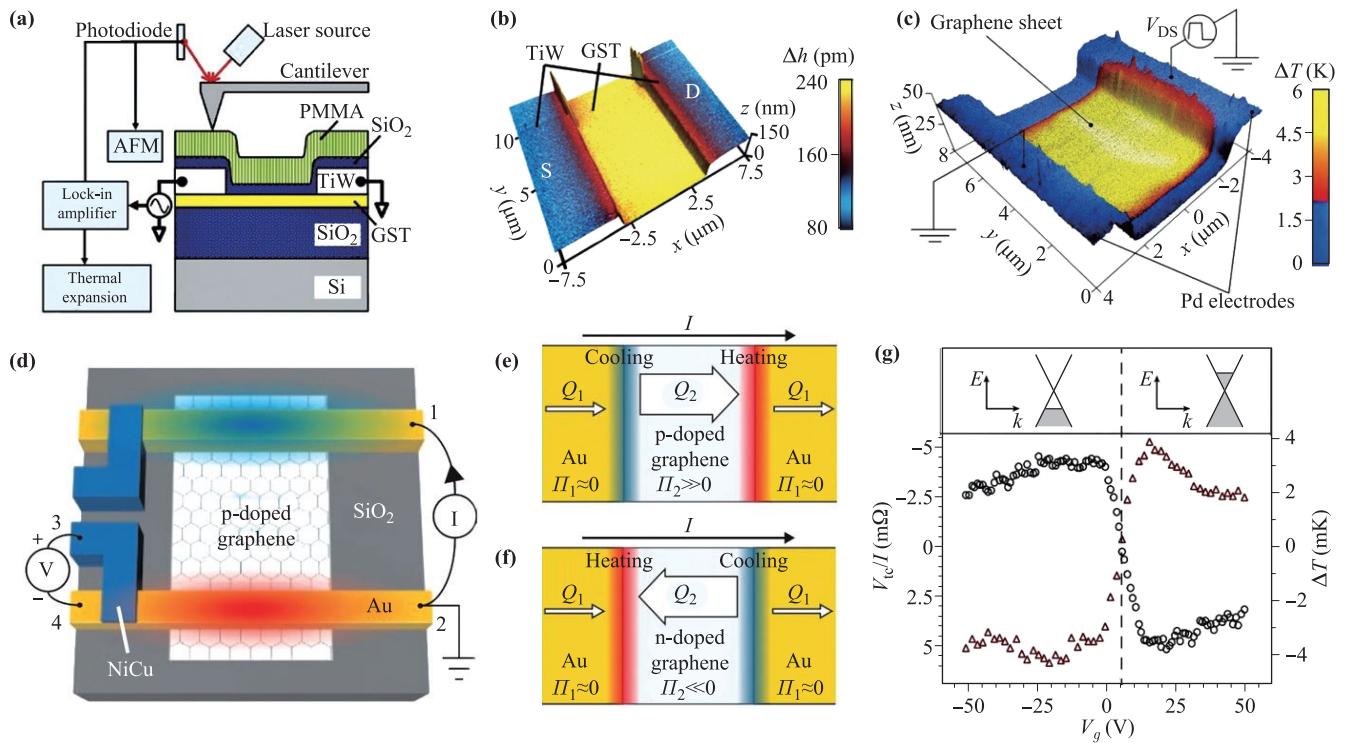 (a)
Photodiode
Laser source
Cantilever
PMMA
SiO₂
AFM
TiW
Lock-in
amplifier
GST
SiO₂
Thermal
expansion
Si
(b)
TiW
GST
Δh (pm)
240
160
80
D
S
z (nm)
150
0
7.5
2.5
−2.5
−7.5
x (μm)
10
5
0
y (μm)
(c)
Graphene sheet
V_DS
ΔT (K)
6
4.5
3
1.5
0
50
25
0
z (nm)
8
6
4
2
0
y (μm)
−4
−2
0
2
4
x (μm)
Pd electrodes
(d)
1
p-doped
graphene
SiO₂
I
3
+
V
−
4
Au
2
NiCu
(e)
I
Cooling
Heating
Q₁
Q₂
Q₁
p-doped
graphene
Au
Au
Π₁≈0
Π₂≫0
Π₁≈0
(f)
I
Heating
Cooling
Q₁
Q₂
Q₁
n-doped
graphene
Au
Au
Π₁≈0
Π₂≪0
Π₁≈0
(g)
E
k
E
k
−5
−2.5
0
2.5
5
V_tc/I (mΩ)
4
2
0
−2
−4
ΔT (mK)
−50
−25
0
25
50
V_g (V)